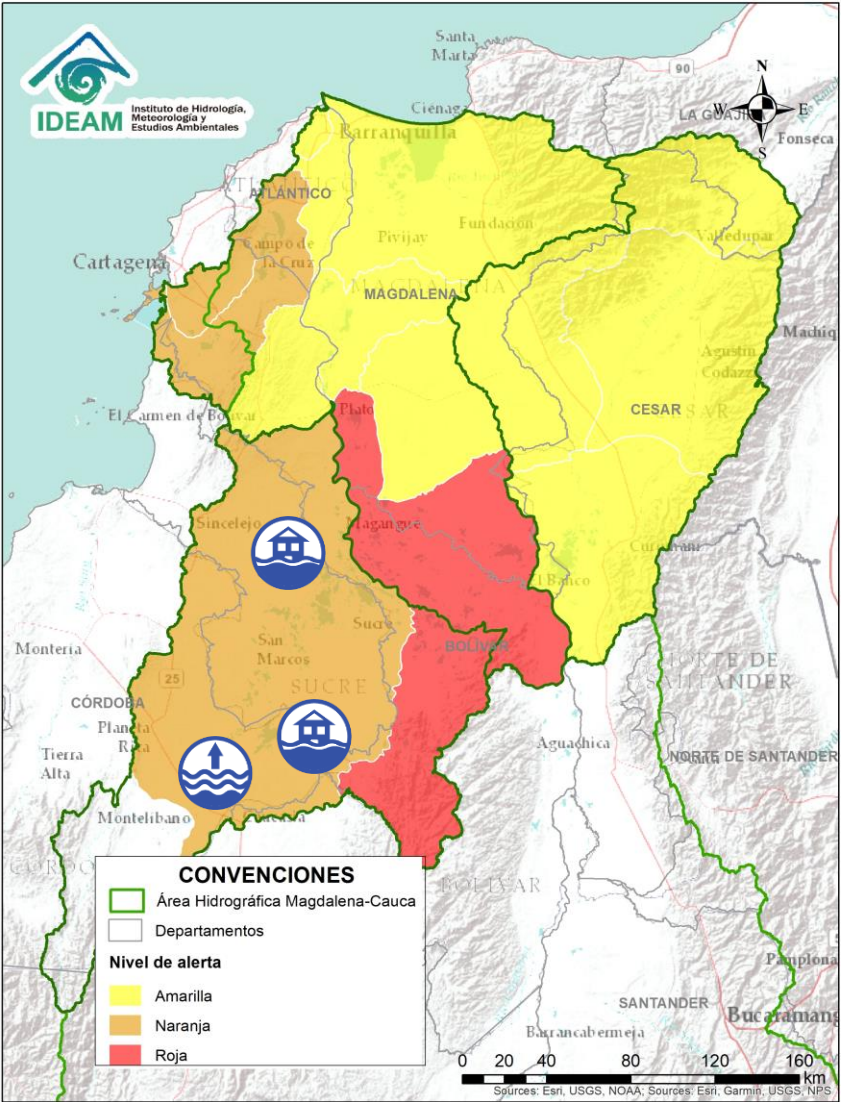 Santa
Marta
90
N
W
E
S
IDEAM
Instituto de Hidrología,
Meteorología y
Estudios Ambientales
Ciénaga
LA GUAJIRA
Barranquilla
Fonseca
ATLÁNTICO
ATLÁNTICO
Valledupar
Fundación
Pivijay
Campo de
la Cruz
Cartagena
MAGDALENA
MAGDALENA
Machiq
Agustín
Codazzi
CESAR
CESAR
El Carmen de Bolívar
Plato
Sincelejo
Magangué
El Banco
Sucre
BOLÍVAR
San
Marcos
SUCRE
Montería
25
CÓRDOBA
NORTE DE
SANTANDER
Planeta
Rica
Tierra
Alta
Aguachica
NORTE DE SANTANDER
Montelíbano
BOLÍVAR
CONVENCIONES
Área Hidrográfica Magdalena-Cauca
Departamentos
Nivel de alerta
Amarilla
Naranja
Roja
Pamplona
SANTANDER
Bucaramang
Barrancabermeja
0 20 40 80 120 160
km
Sources: Esri, USGS, NOAA; Sources: Esri, Garmin, USGS, NPS